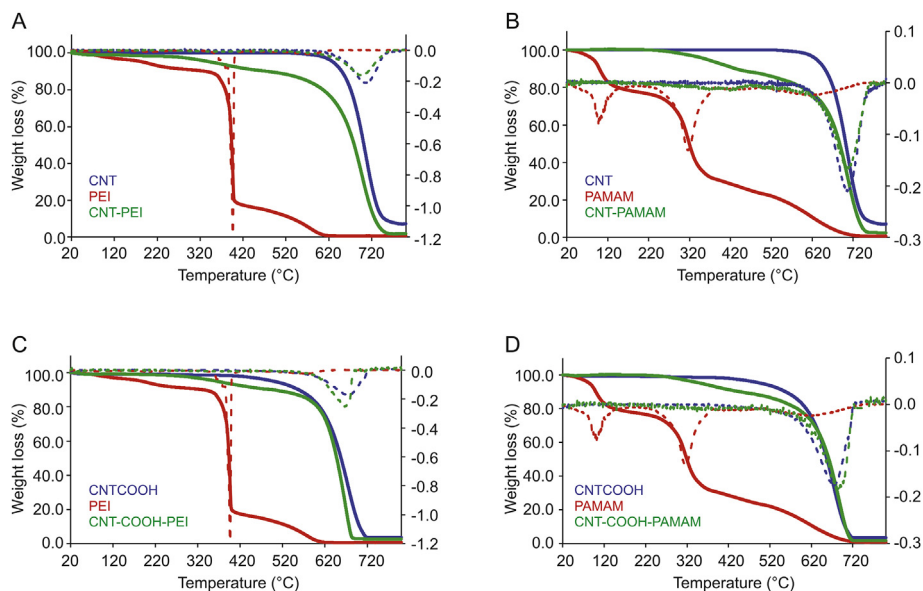 A
Weight loss (%)
100.0
80.0
60.0
40.0
20.0
0.0
0.0
-0.2
-0.4
-0.6
-0.8
-1.0
-1.2
CNT
PEI
CNT-PEI
20 120 220 320 420 520 620 720
Temperature (°C)
B
Weight loss (%)
100.0
80.0
60.0
40.0
20.0
0.0
0.1
0.0
-0.1
-0.2
-0.3
CNT
PAMAM
CNT-PAMAM
20 120 220 320 420 520 620 720
Temperature (°C)
C
Weight loss (%)
100.0
80.0
60.0
40.0
20.0
0.0
0.0
-0.2
-0.4
-0.6
-0.8
-1.0
-1.2
CNTCOOH
PEI
CNT-COOH-PEI
20 120 220 320 420 520 620 720
Temperature (°C)
D
Weight loss (%)
100.0
80.0
60.0
40.0
20.0
0.0
0.1
0.0
-0.1
-0.2
-0.3
CNTCOOH
PAMAM
CNT-COOH-PAMAM
20 120 220 320 420 520 620 720
Temperature (°C)